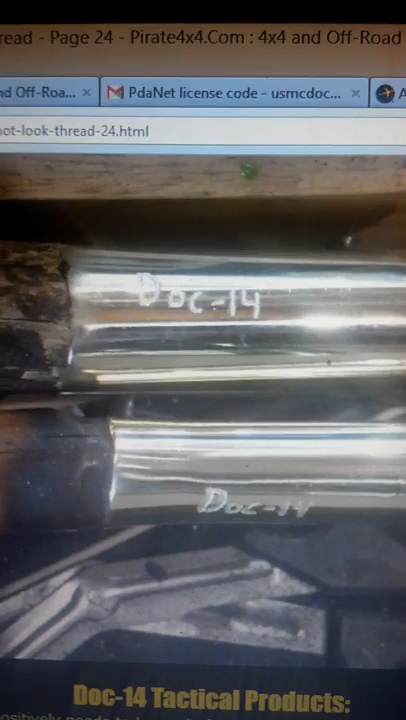 read - Page 24 - Pirate4x4.Com : 4x4 and Off-Road
nd Off-Roa... × PdaNet license code - usmcdoc... × A
oot-look-thread-24.html
Doc-14
Doc-14
Doc-14 Tactical Products: